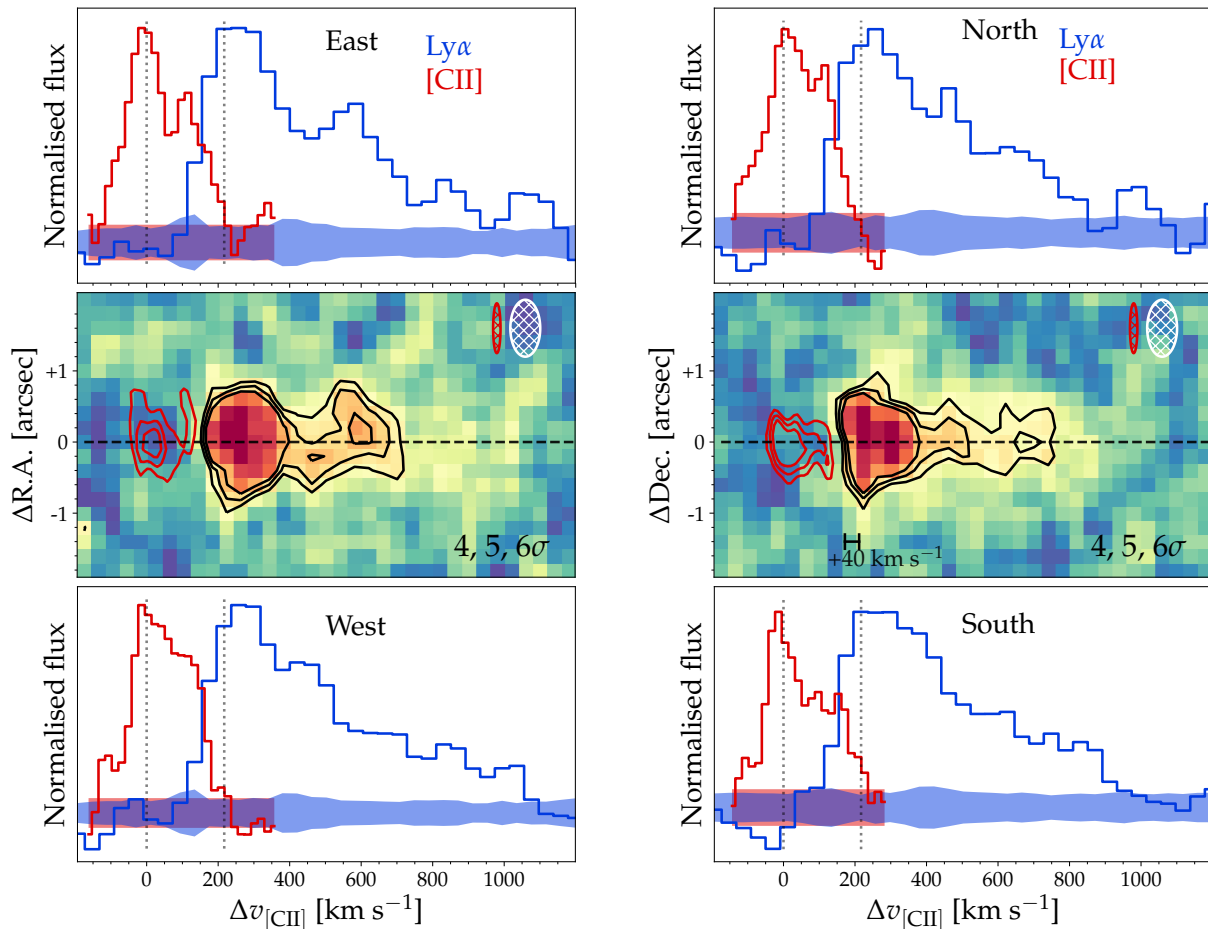 Normalised flux
East
Lyα
[CII]
Normalised flux
North
Lyα
[CII]
ΔR.A. [arcsec]
+1
0
-1
4, 5, 6σ
ΔDec. [arcsec]
+1
0
-1
+40 km s⁻¹
4, 5, 6σ
Normalised flux
West
0 200 400 600 800 1000
Δv[CII] [km s⁻¹]
Normalised flux
South
0 200 400 600 800 1000
Δv[CII] [km s⁻¹]